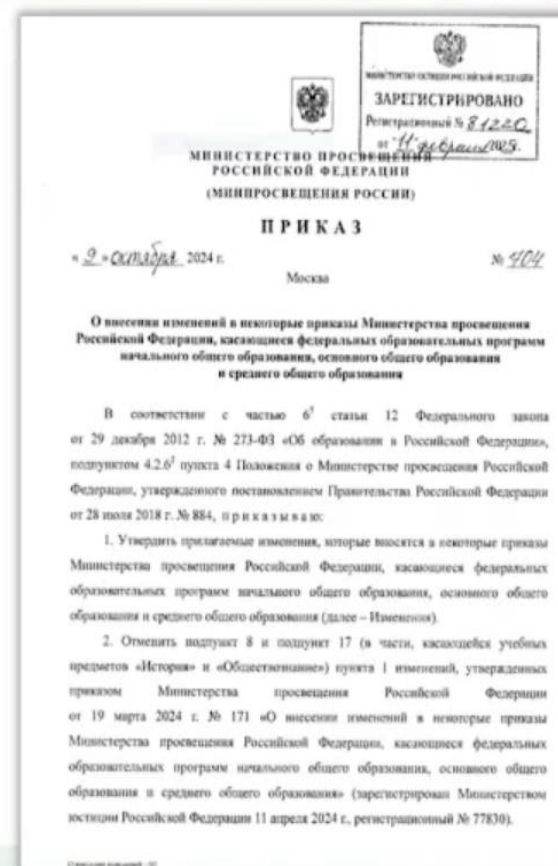 МИНИСТЕРСТВО ЮСТИЦИИ РОССИЙСКОЙ ФЕДЕРАЦИИ
ЗАРЕГИСТРИРОВАНО
Регистрационный № 81220
от "11" февраля 2025.
МИНИСТЕРСТВО ПРОСВЕЩЕНИЯ
РОССИЙСКОЙ ФЕДЕРАЦИИ
(МИНПРОСВЕЩЕНИЯ РОССИИ)
ПРИКАЗ
« 9 » октября 2024 г.
№ 704
Москва
О внесении изменений в некоторые приказы Министерства просвещения
Российской Федерации, касающиеся федеральных образовательных программ
начального общего образования, основного общего образования
и среднего общего образования
В соответствии с частью 6⁵ статьи 12 Федерального закона
от 29 декабря 2012 г. № 273-ФЗ «Об образовании в Российской Федерации»,
подпунктом 4.2.6 пункта 4 Положения о Министерстве просвещения Российской
Федерации, утвержденного постановлением Правительства Российской Федерации
от 28 июля 2018 г. № 884, приказываю:
1. Утвердить прилагаемые изменения, которые вносятся в некоторые приказы
Министерства просвещения Российской Федерации, касающиеся федеральных
образовательных программ начального общего образования, основного общего
образования и среднего общего образования (далее – Изменения).
2. Отменить подпункт 8 и подпункт 17 (в части, касающейся учебных
предметов «История» и «Обществознание») пункта 1 изменений, утвержденных
приказом Министерства просвещения Российской Федерации
от 19 марта 2024 г. № 171 «О внесении изменений в некоторые приказы
Министерства просвещения Российской Федерации, касающиеся федеральных
образовательных программ начального общего образования, основного общего
образования и среднего общего образования» (зарегистрирован Министерством
юстиции Российской Федерации 11 апреля 2024 г., регистрационный № 77830).